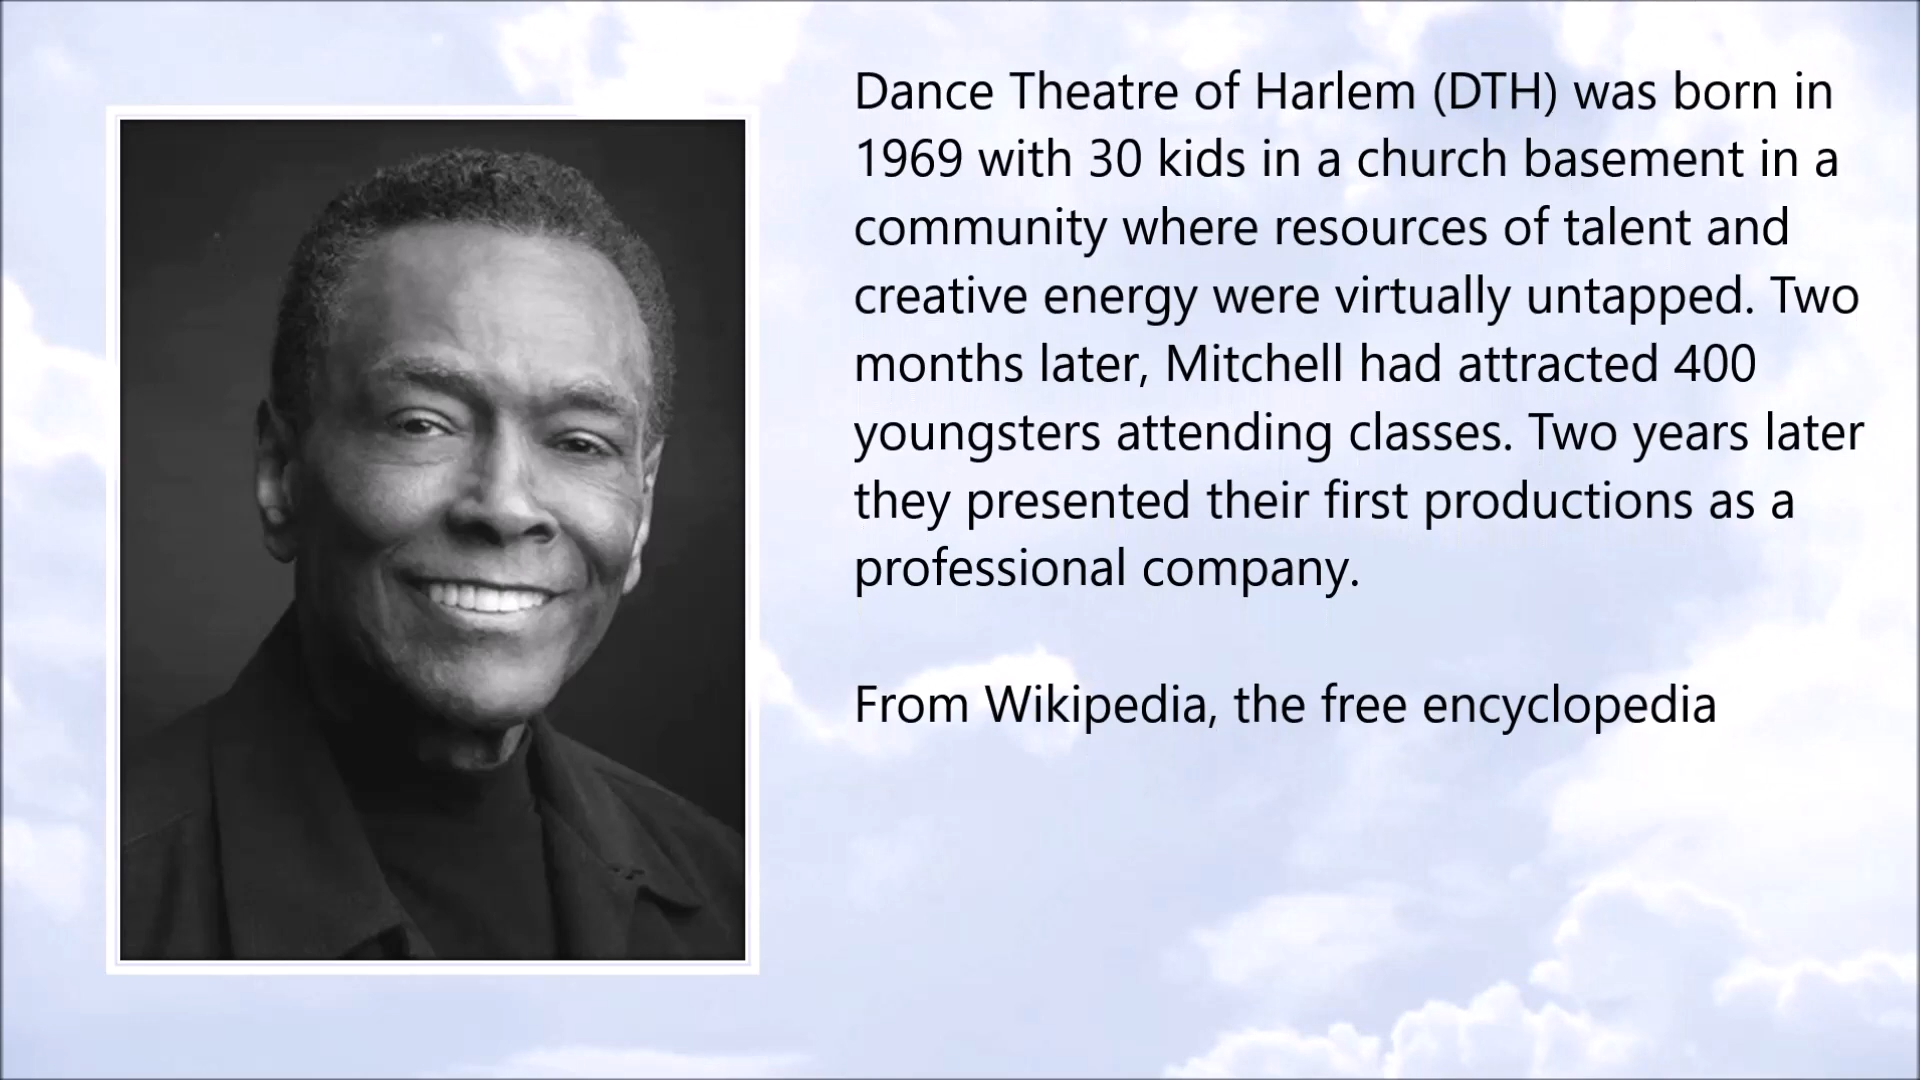 Dance Theatre of Harlem (DTH) was born in
1969 with 30 kids in a church basement in a
community where resources of talent and
creative energy were virtually untapped. Two
months later, Mitchell had attracted 400
youngsters attending classes. Two years later
they presented their first productions as a
professional company.
From Wikipedia, the free encyclopedia